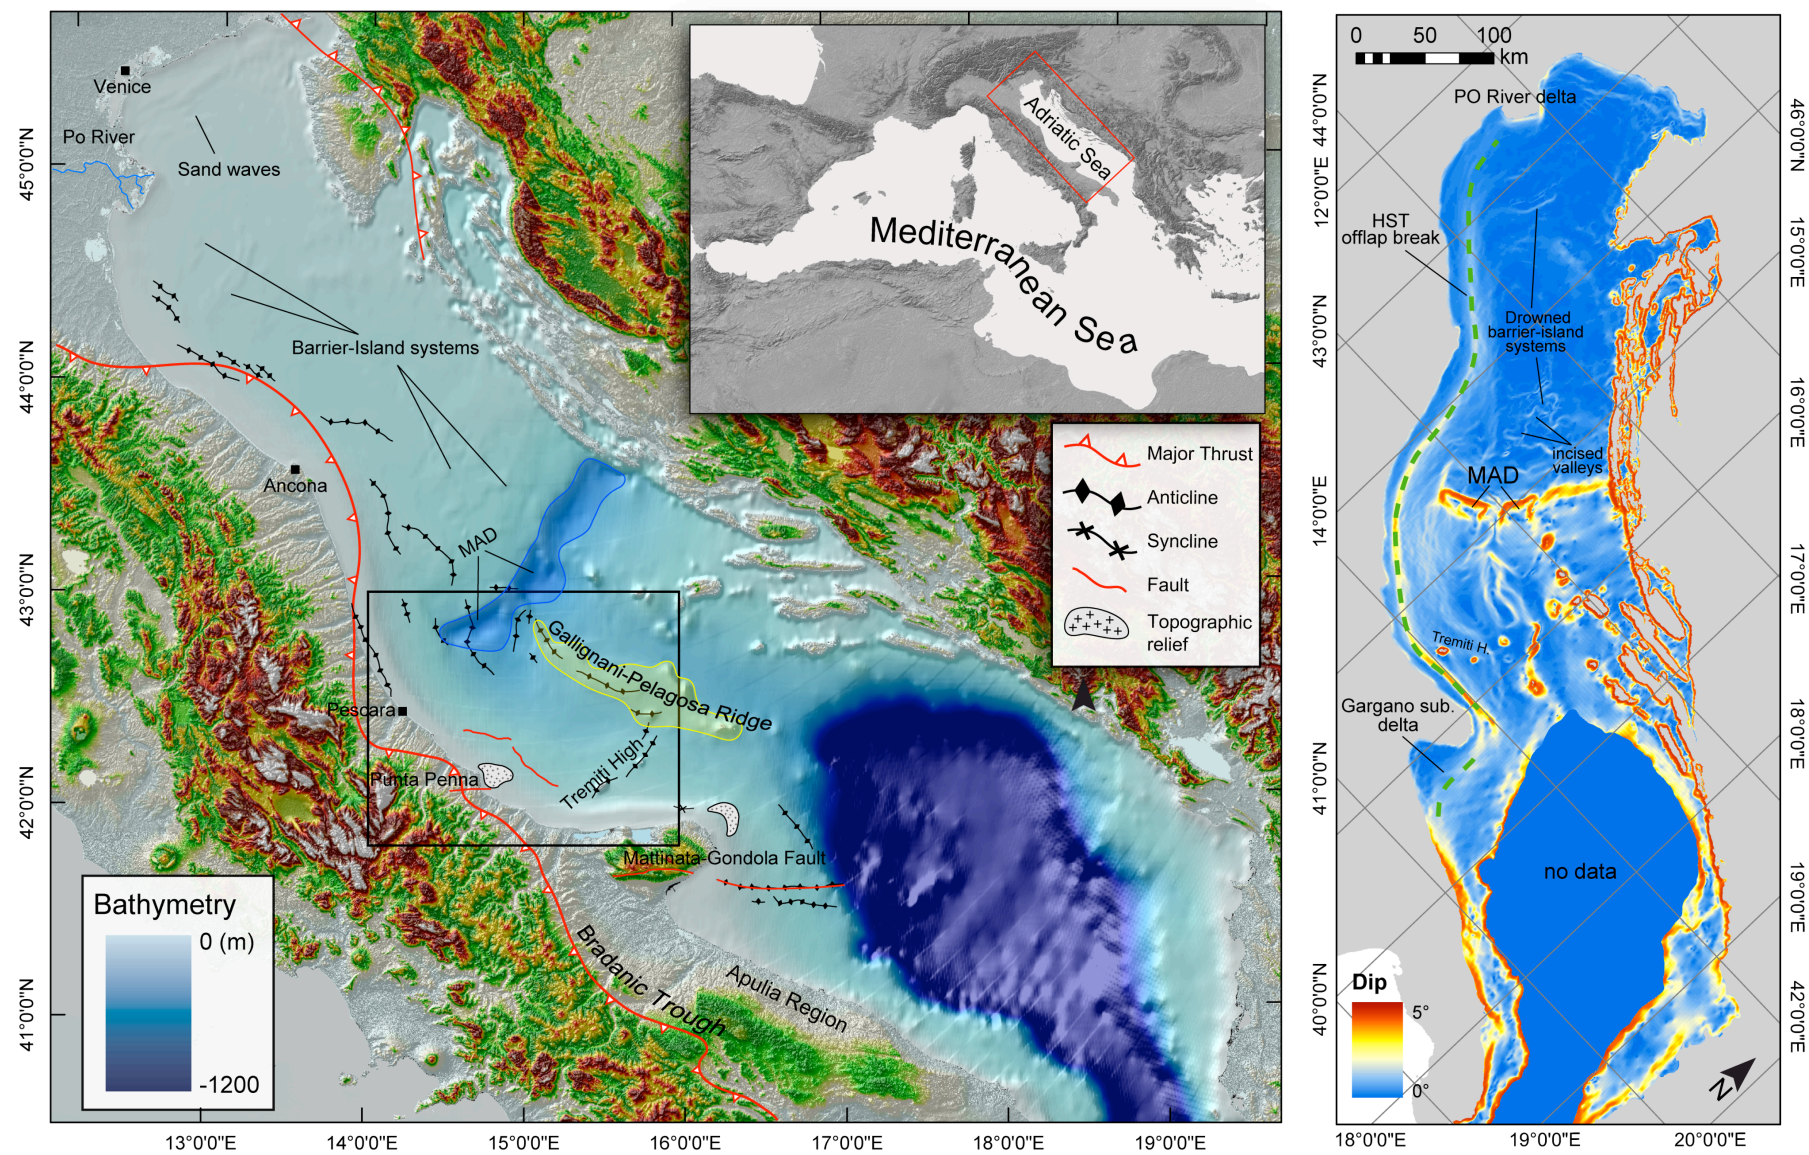 Venice
Po River
Sand waves
Barrier-Island systems
Ancona
MAD
Gallignani-Pelagosa Ridge
Pescara
Punta Penna
Tremiti High
Mattinata-Gondola Fault
Bradanic Trough
Apulia Region
45°0'0"N
44°0'0"N
43°0'0"N
42°0'0"N
41°0'0"N
13°0'0"E
14°0'0"E
15°0'0"E
16°0'0"E
17°0'0"E
18°0'0"E
19°0'0"E
Bathymetry
0 (m)
-1200
Adriatic Sea
Mediterranean Sea
Major Thrust
Anticline
Syncline
Fault
Topographic
relief
0 50 100
km
PO River delta
HST
offlap break
Drowned
barrier-island
systems
incised
valleys
MAD
Tremiti H.
Gargano sub.
delta
no data
Dip
5°
0°
N
44°0'0"N
12°0'0"E
43°0'0"N
14°0'0"E
41°0'0"N
40°0'0"N
46°0'0"N
15°0'0"E
16°0'0"E
17°0'0"E
18°0'0"E
19°0'0"E
42°0'0"E
18°0'0"E
19°0'0"E
20°0'0"E